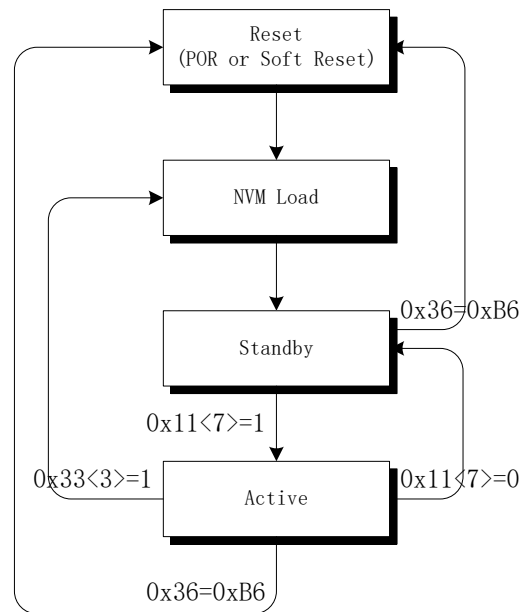 Reset
(POR or Soft Reset)
NVM Load
0x36=0xB6
Standby
0x11<7>=1
0x33<3>=1
Active
0x11<7>=0
0x36=0xB6